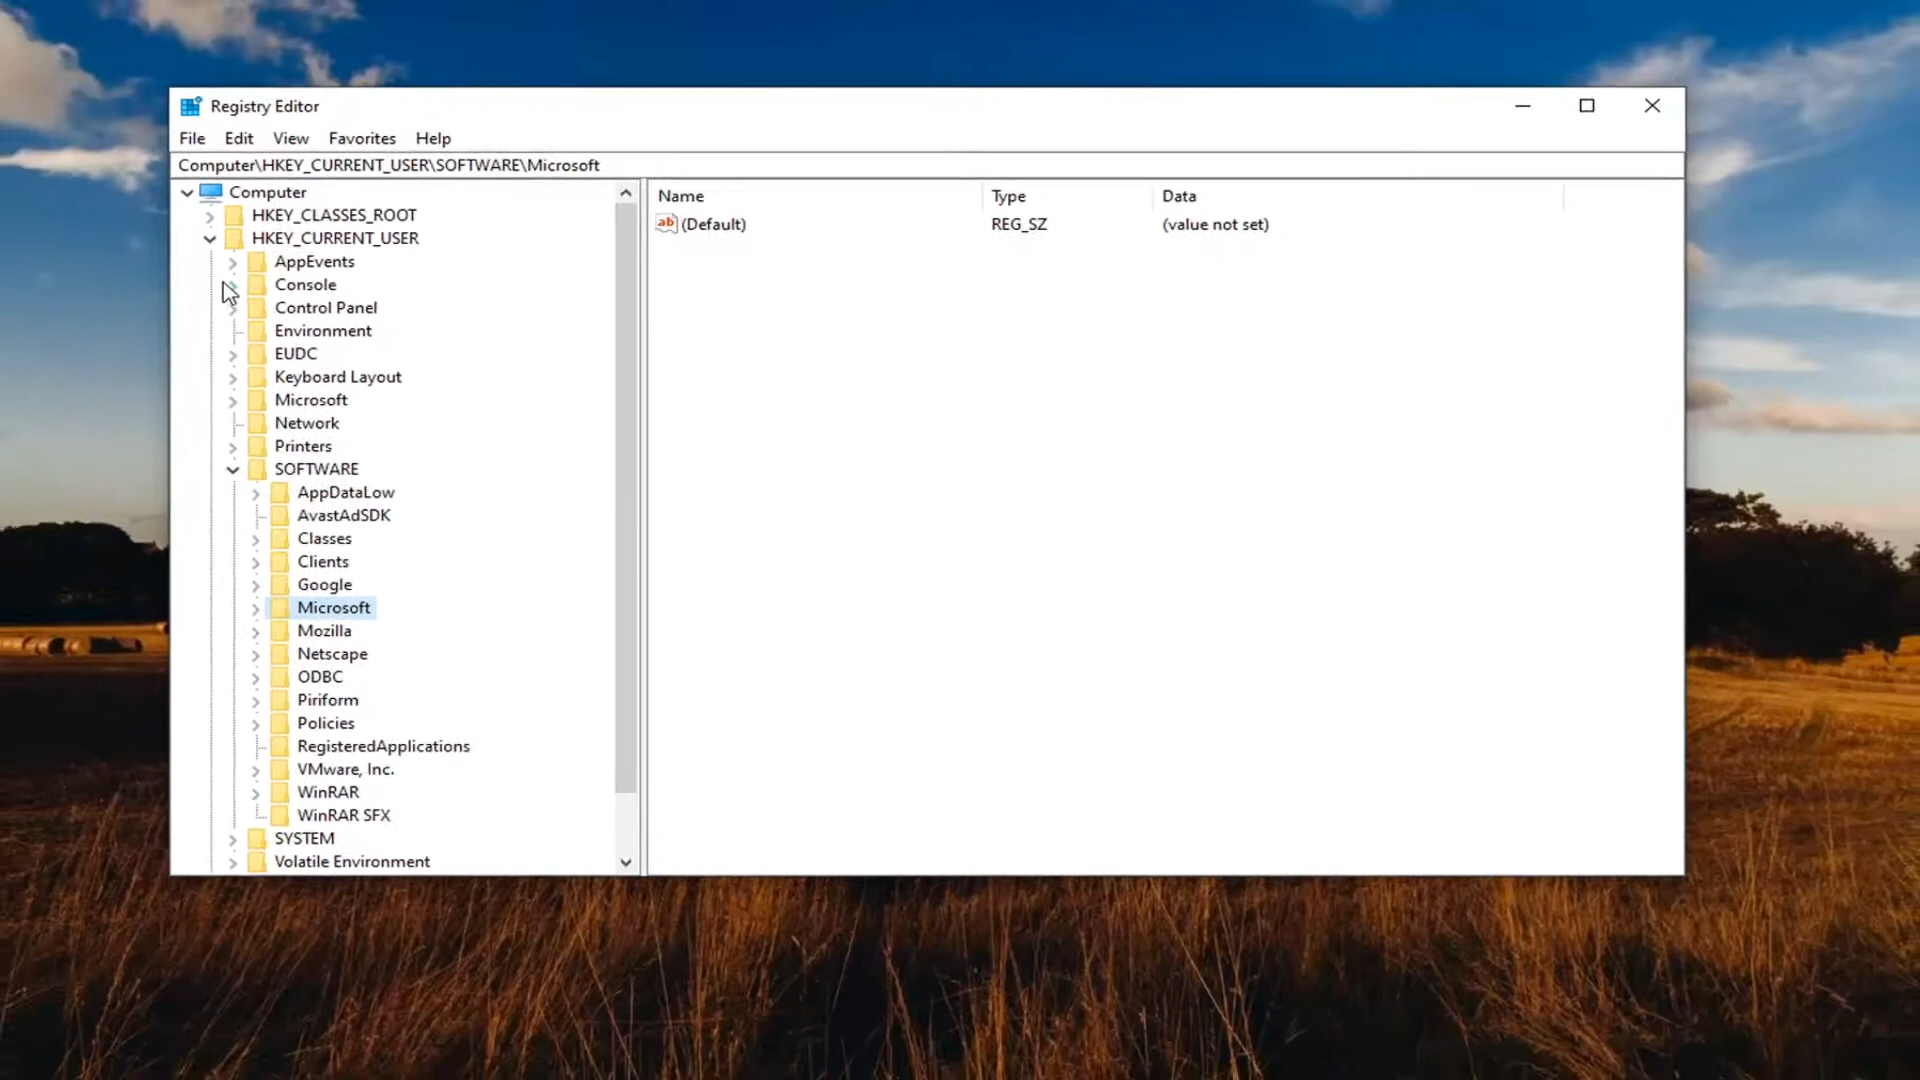 Registry Editor
File Edit View Favorites Help
Computer\HKEY_CURRENT_USER\SOFTWARE\Microsoft
Computer
HKEY_CLASSES_ROOT
HKEY_CURRENT_USER
AppEvents
Console
Control Panel
Environment
EUDC
Keyboard Layout
Microsoft
Network
Printers
SOFTWARE
AppDataLow
AvastAdSDK
Classes
Clients
Google
Microsoft
Mozilla
Netscape
ODBC
Piriform
Policies
RegisteredApplications
VMware, Inc.
WinRAR
WinRAR SFX
SYSTEM
Volatile Environment
Name Type Data
ab (Default) REG_SZ (value not set)